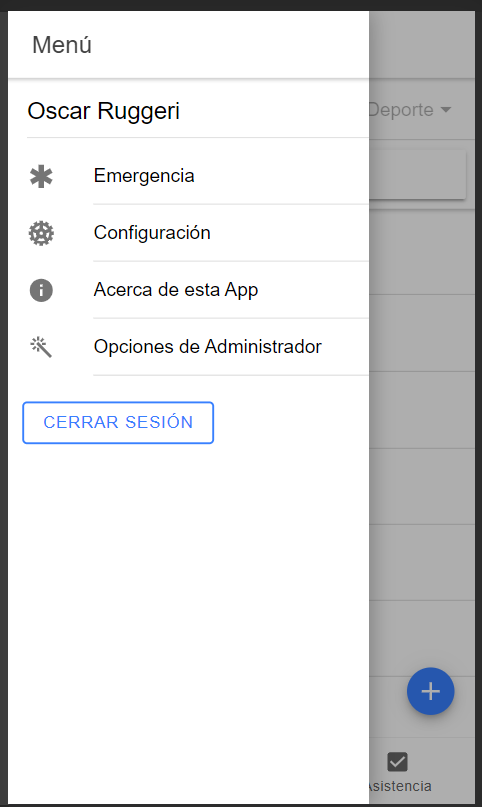 Menú
Deporte
Oscar Ruggeri
Emergencia
Configuración
Acerca de esta App
Opciones de Administrador
CERRAR SESIÓN
Asistencia